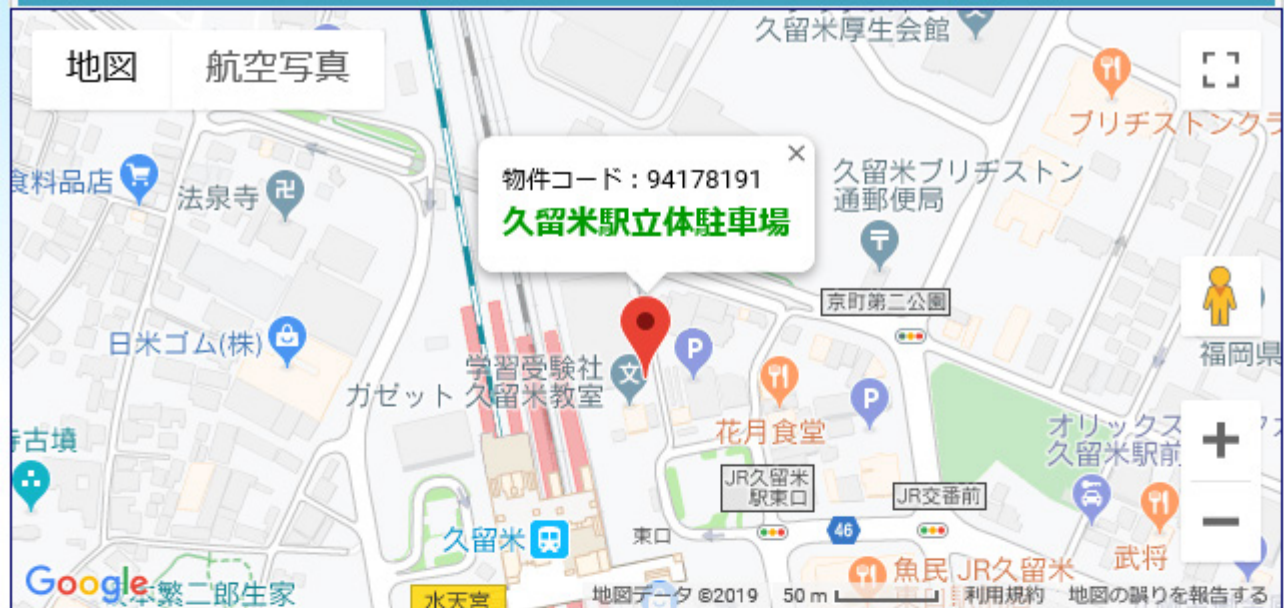 久留米厚生会館
地図
航空写真
ブリヂストンクラ
物件コード：94178191
久留米駅立体駐車場
久留米ブリヂストン
通郵便局
食料品店
法泉寺
京町第二公園
日米ゴム(株)
学習受験社
ガゼット 久留米教室
文
P
福岡県
花月食堂
P
オリックス
久留米駅前
寺古墳
JR久留米
駅東口
JR交番前
久留米
東口
46
武将
魚民 JR久留米
Google
本繁二郎生家
水天宮
地図データ ©2019
50 m
利用規約
地図の誤りを報告する